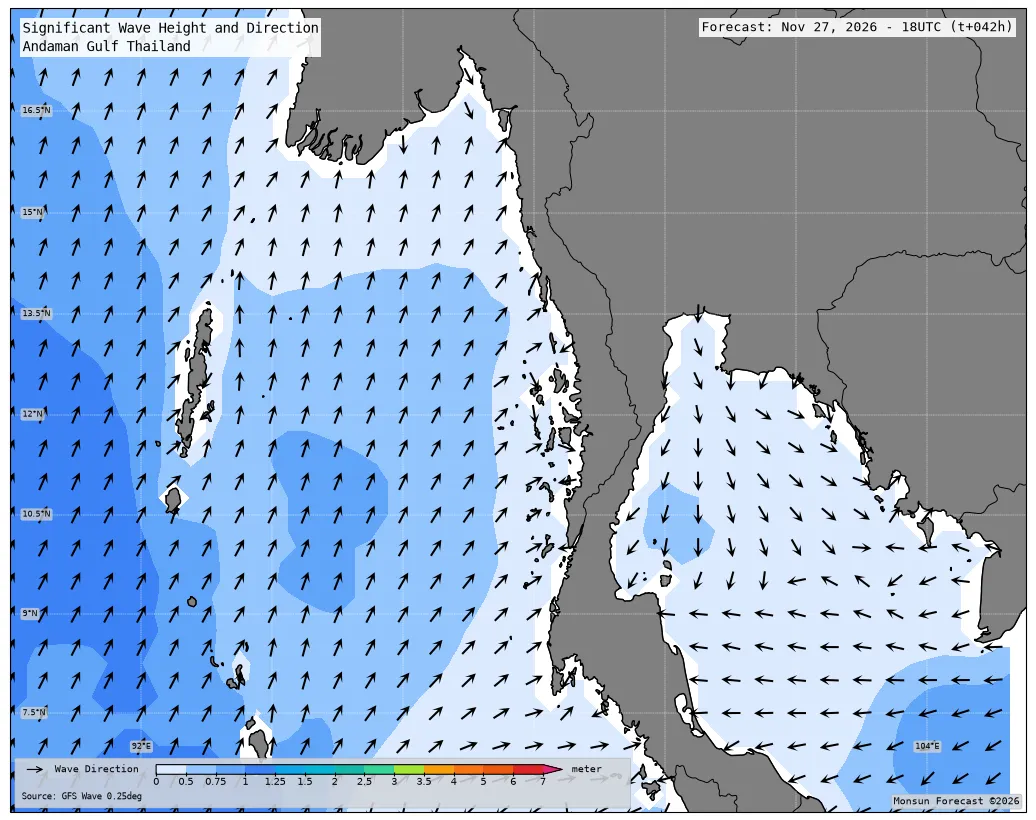 Significant Wave Height and Direction
Andaman Gulf Thailand
Forecast: Nov 27, 2026 - 18UTC (t+042h)
16.5°N
15°N
13.5°N
12°N
10.5°N
9°N
7.5°N
92°E
104°E
Wave Direction
0.5 0.75 1 1.25 1.5 2 2.5 3 3.5 4 5 6 7
meter
Source: GFS Wave 0.25deg
Monsun Forecast ©2026